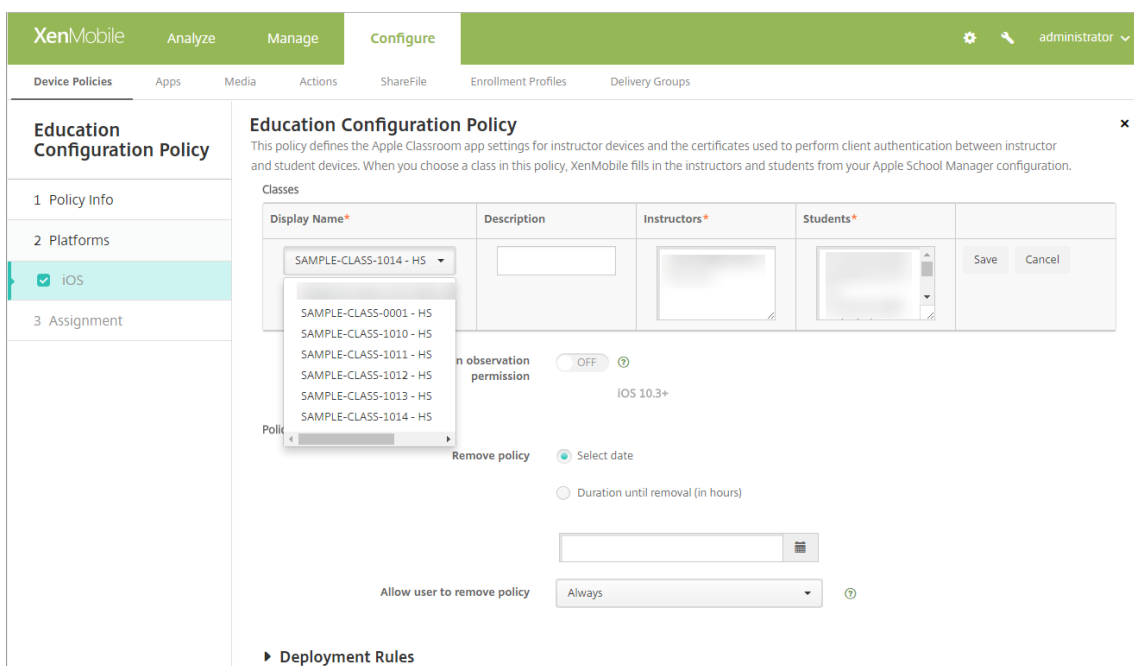 XenMobile Analyze Manage Configure administrator
Device Policies Apps Media Actions ShareFile Enrollment Profiles Delivery Groups
Education
Configuration Policy
1 Policy Info
2 Platforms
iOS
3 Assignment
Education Configuration Policy
This policy defines the Apple Classroom app settings for instructor devices and the certificates used to perform client authentication between instructor
and student devices. When you choose a class in this policy, XenMobile fills in the instructors and students from your Apple School Manager configuration.
Classes
Display Name* Description Instructors* Students*
SAMPLE-CLASS-1014 - HS Save Cancel
SAMPLE-CLASS-0001 - HS
SAMPLE-CLASS-1010 - HS
SAMPLE-CLASS-1011 - HS
SAMPLE-CLASS-1012 - HS
SAMPLE-CLASS-1013 - HS
SAMPLE-CLASS-1014 - HS
observation
permission
OFF
iOS 10.3+
Remove policy Select date
Duration until removal (in hours)
Allow user to remove policy Always
Deployment Rules